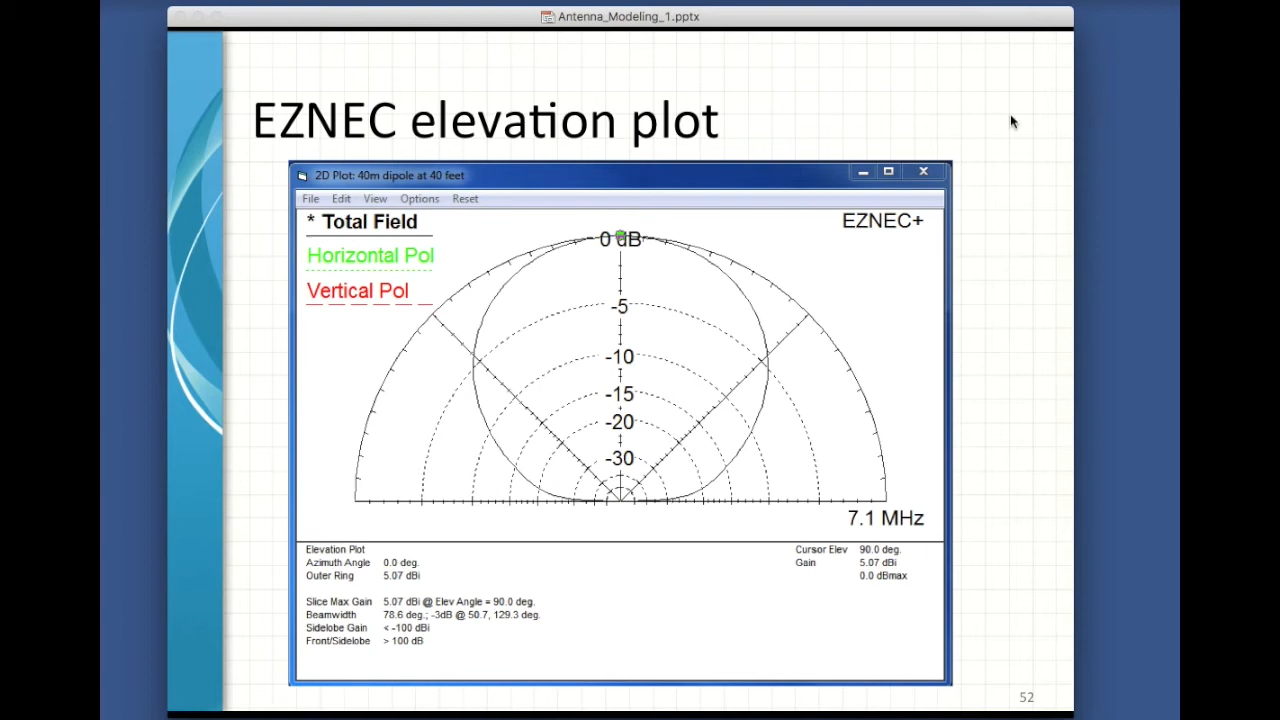 Antenna_Modeling_1.pptx
EZNEC elevation plot
2D Plot: 40m dipole at 40 feet
File Edit View Options Reset
* Total Field
EZNEC+
Horizontal Pol
Vertical Pol
0 dB
-5
-10
-15
-20
-30
7.1 MHz
Elevation Plot
Azimuth Angle 0.0 deg.
Outer Ring 5.07 dBi
Cursor Elev 90.0 deg.
Gain 5.07 dBi
0.0 dBmax
Slice Max Gain 5.07 dBi @ Elev Angle = 90.0 deg.
Beamwidth 78.6 deg.; -3dB @ 50.7, 129.3 deg.
Sidelobe Gain < -100 dBi
Front/Sidelobe > 100 dB
52